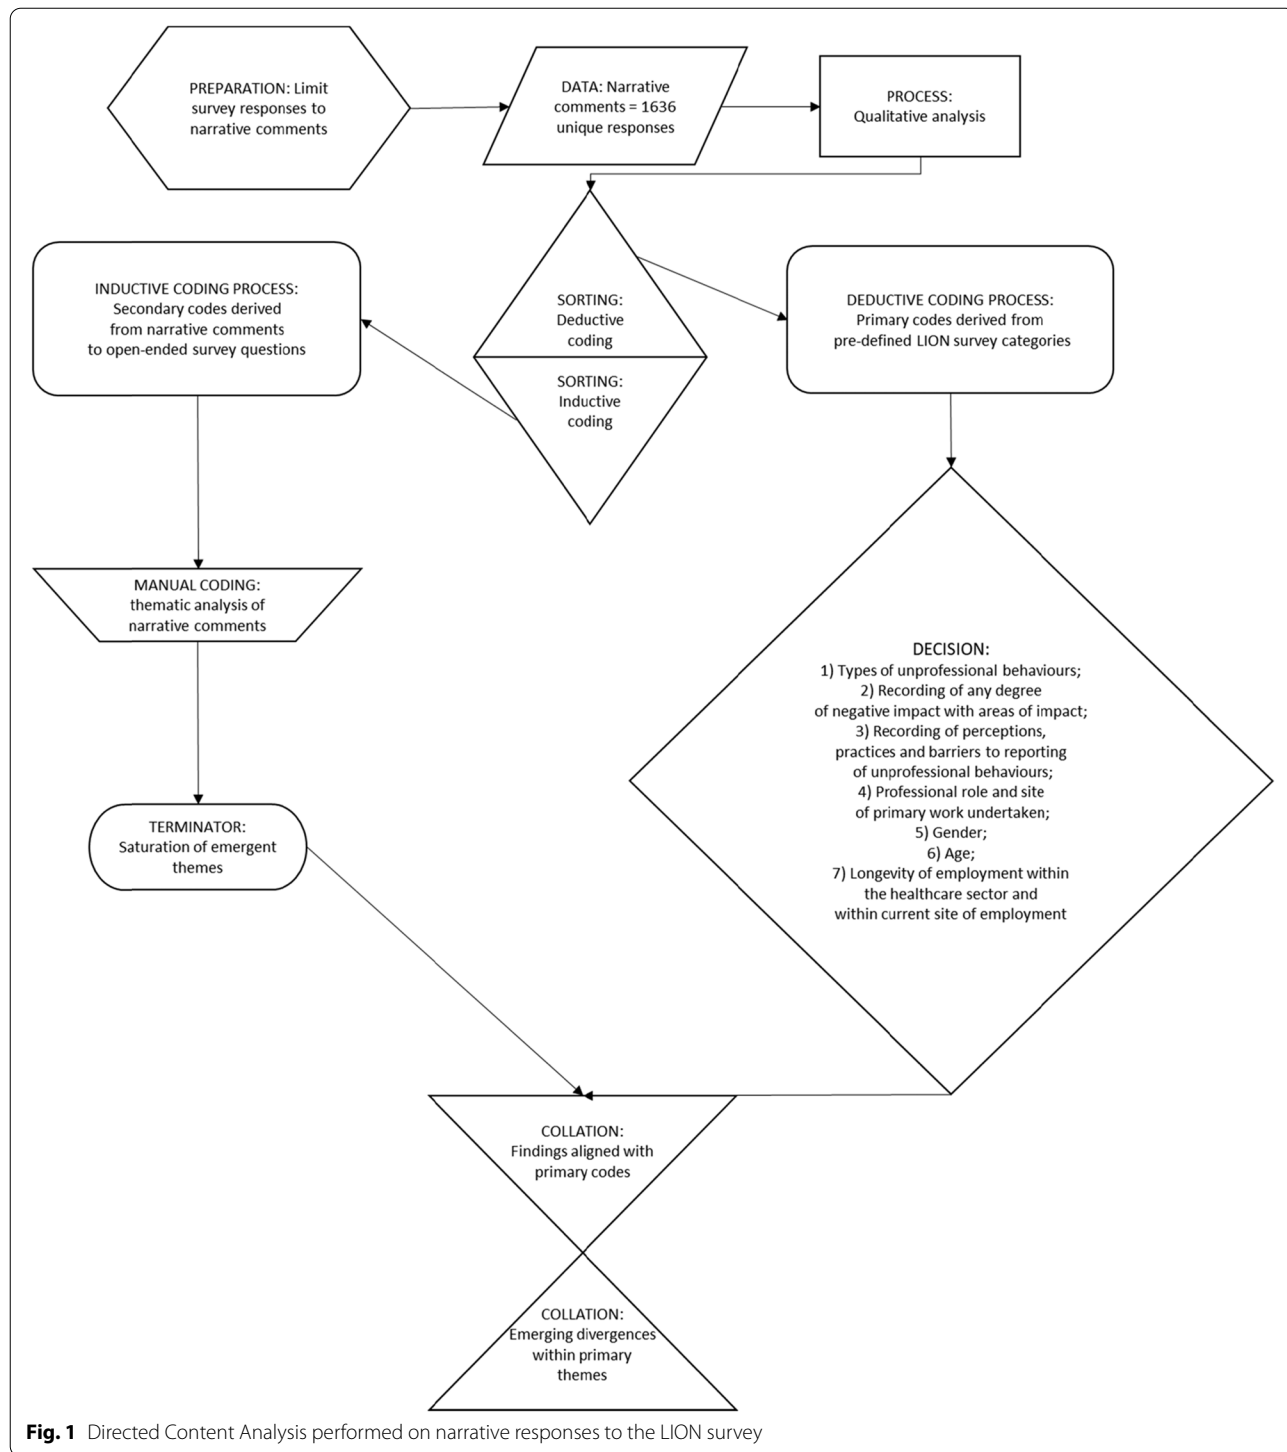 PREPARATION: Limit
survey responses to
narrative comments
DATA: Narrative
comments = 1636
unique responses
PROCESS:
Qualitative analysis
SORTING:
Deductive
coding
SORTING:
Inductive
coding
INDUCTIVE CODING PROCESS:
Secondary codes derived
from narrative comments
to open-ended survey questions
DEDUCTIVE CODING PROCESS:
Primary codes derived from
pre-defined LION survey categories
MANUAL CODING:
thematic analysis of
narrative comments
TERMINATOR:
Saturation of emergent
themes
DECISION:
1) Types of unprofessional behaviours;
2) Recording of any degree
of negative impact with areas of impact;
3) Recording of perceptions,
practices and barriers to reporting
of unprofessional behaviours;
4) Professional role and site
of primary work undertaken;
5) Gender;
6) Age;
7) Longevity of employment within
the healthcare sector and
within current site of employment
COLLATION:
Findings aligned with
primary codes
COLLATION:
Emerging divergences
within primary
themes
Fig. 1 Directed Content Analysis performed on narrative responses to the LION survey